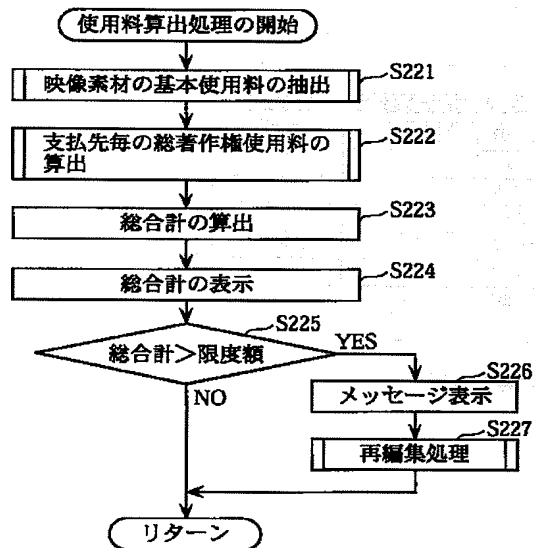 使用料算出処理の開始
映像素材の基本使用料の抽出
S221
支払先毎の総著作権使用料の
算出
S222
総合計の算出
S223
総合計の表示
S224
総合計＞限度額
S225
YES
NO
メッセージ表示
S226
再編集処理
S227
リターン